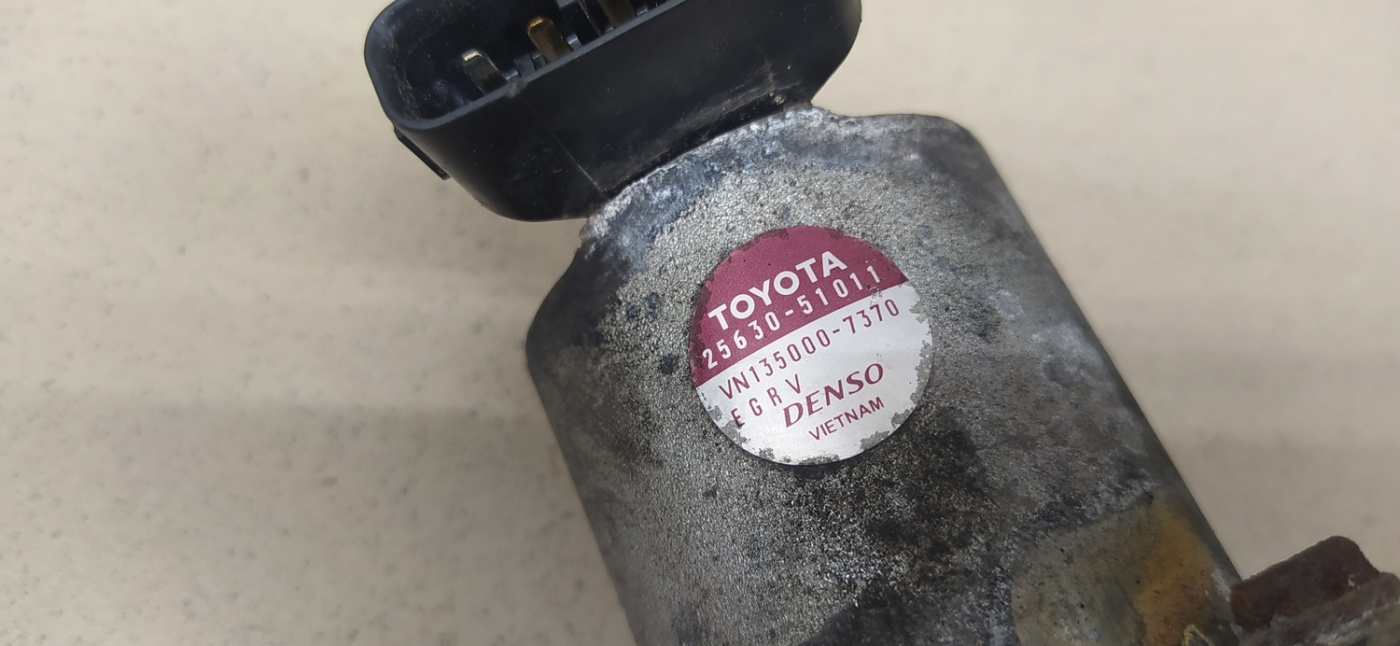 TOYOTA
25630-51011
VN135000-7370
EGRV
DENSO
VIETNAM